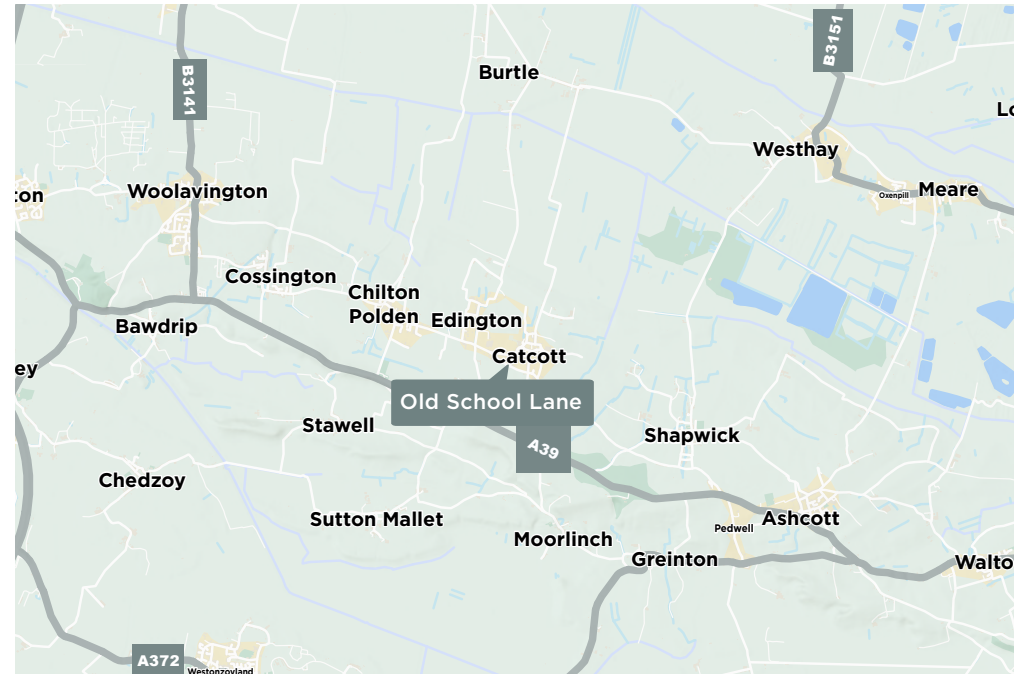 B3151
Burtle
B3141
Lo
Westhay
Woolavington
ton
Oxenpill
Meare
Cossington
Chilton
Polden
Edington
Bawdrip
Catcott
ey
Old School Lane
Stawell
Shapwick
A39
Chedzoy
Sutton Mallet
Ashcott
Pedwell
Moorlinch
Greinton
Walto
A372
Westonzoyland